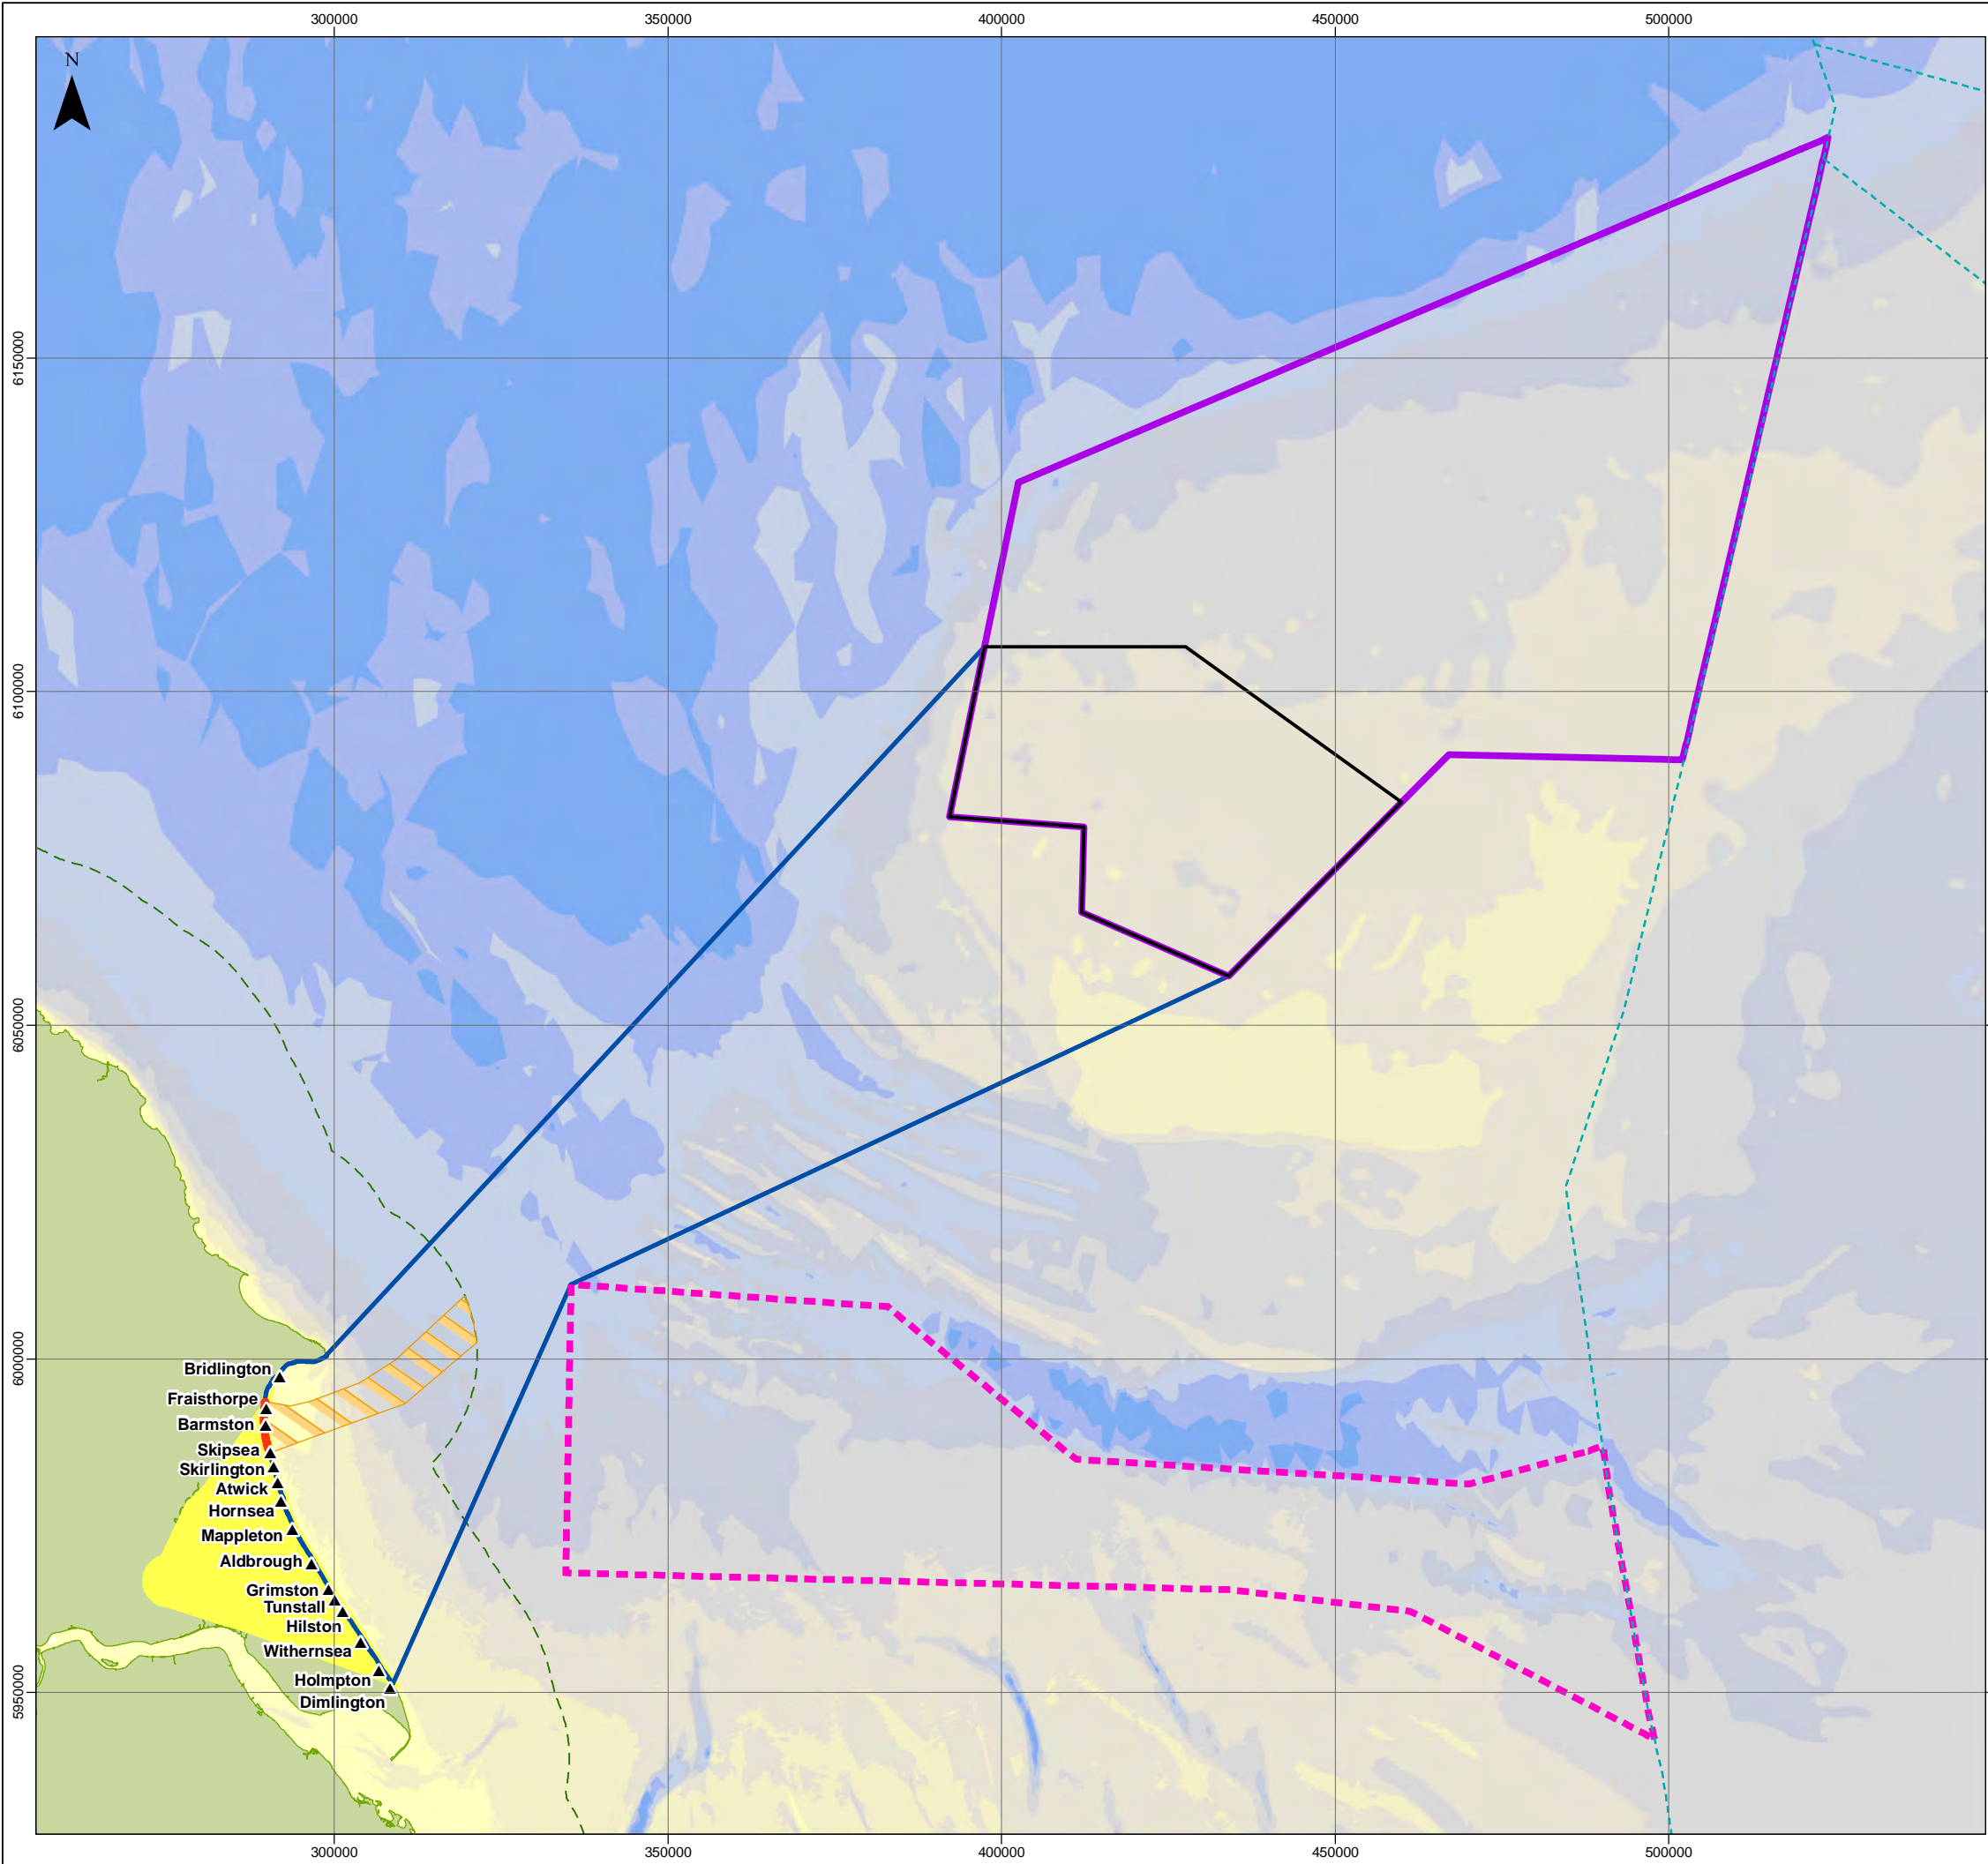 300000 350000 400000 450000 500000
N
6150000
6100000
6050000
6000000
5950000
Bridlington
Fraisthorpe
Barmston
Skipsea
Skirlington
Atwick
Hornsea
Mappleton
Aldbrough
Grimston
Tunstall
Hilston
Withernsea
Holmpton
Dimlington
300000 350000 400000 450000 500000